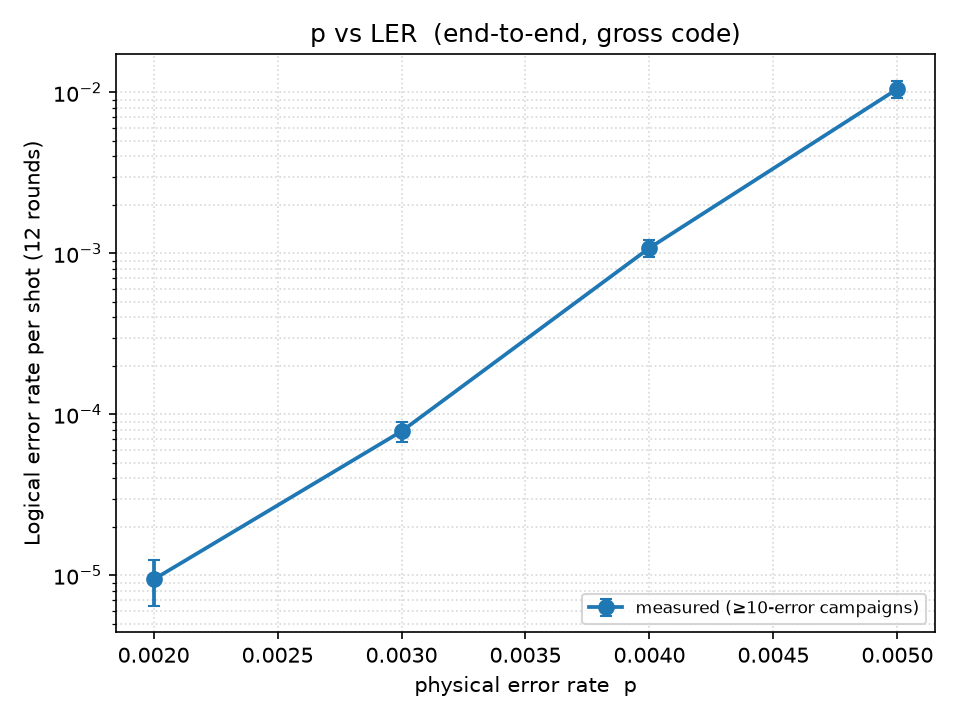 p vs LER  (end-to-end, gross code)
Logical error rate per shot (12 rounds)
10⁻²
10⁻³
10⁻⁴
10⁻⁵
measured (≥10-error campaigns)
0.0020 0.0025 0.0030 0.0035 0.0040 0.0045 0.0050
physical error rate  p